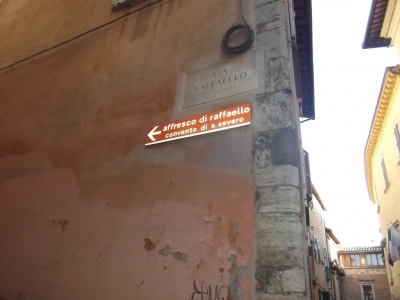 VIA
RAFFAELLO
affresco di raffaello
convento di s. severo